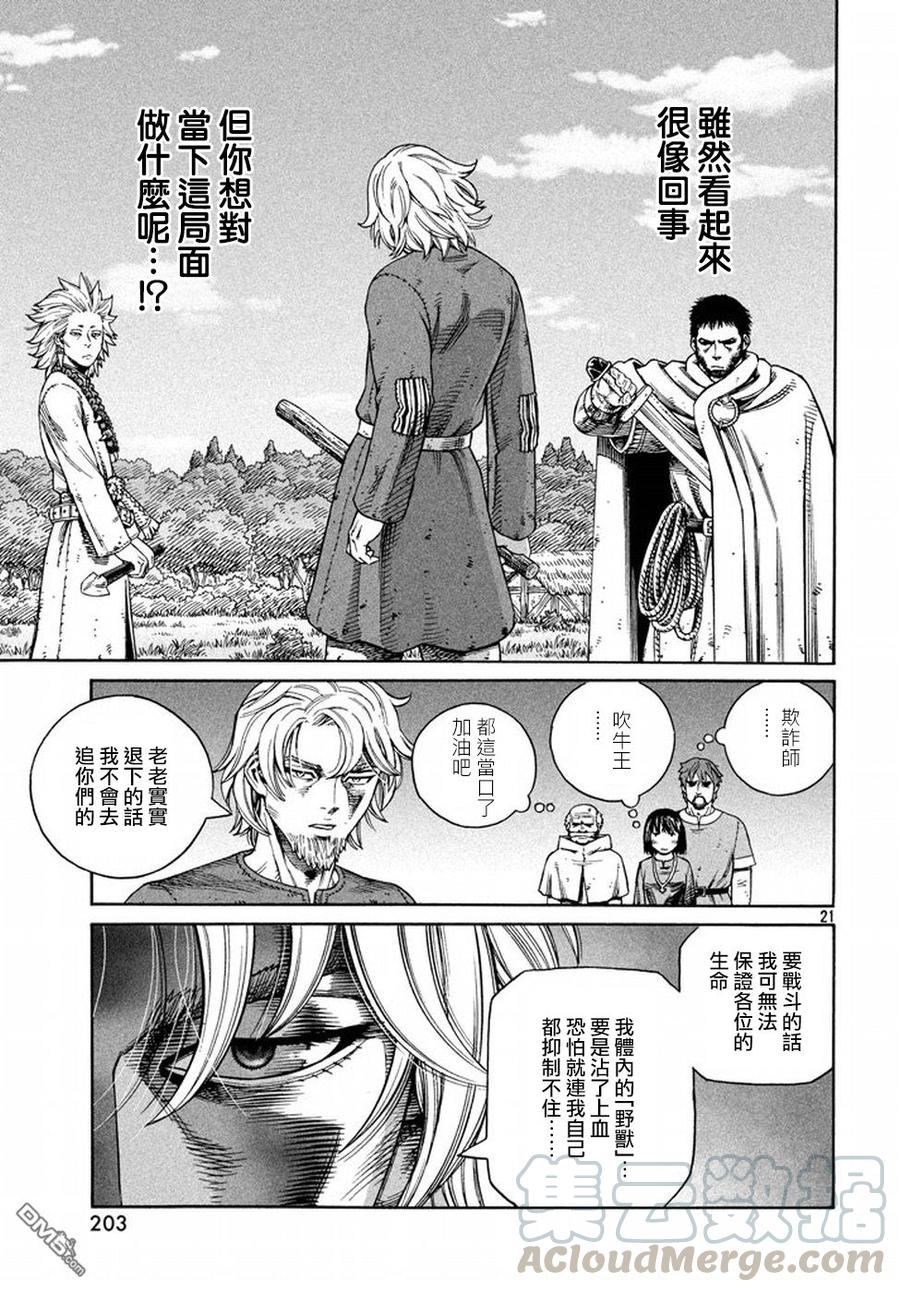 雖然看起來
很像回事
但你想對
當下這局面
做什麼呢…!?
欺詐師
……
吹牛王
……
都這當口了
加油吧
老老實實
退下的話
我不會去
追你們的
21
要戰斗的話
我可無法
保證各位的
生命
我體內的「野獸」…
要是沾了上血
恐怕就連我自己
都抑制不住……
203
DM5
集云数据
ACloudMerge.com